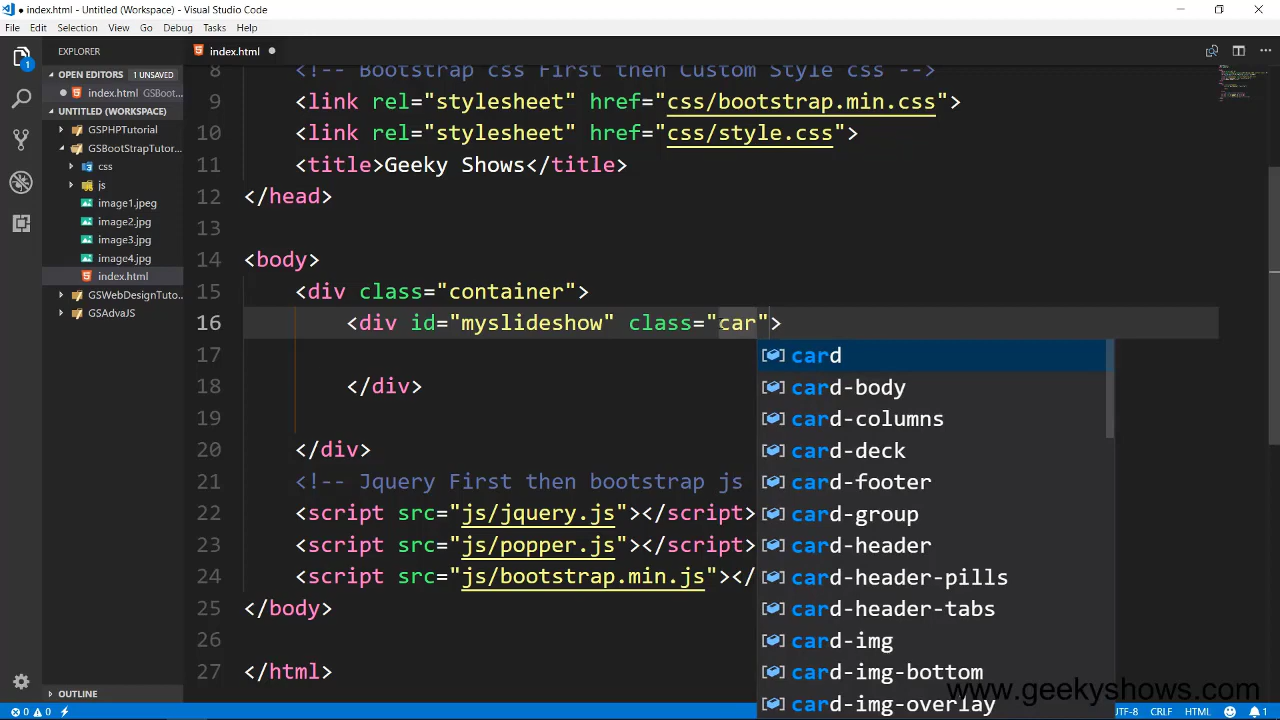 index.html - Untitled (Workspace) - Visual Studio Code
File Edit Selection View Go Debug Tasks Help
EXPLORER
index.html
OPEN EDITORS 1 UNSAVED
index.html GSBoot...
UNTITLED (WORKSPACE)
GSPHPTutorial
GSBootStrapTutor...
css
js
image1.jpeg
image2.jpg
image3.jpg
image4.jpg
index.html
GSWebDesignTuto...
GSAdvaJS
OUTLINE
1
8 <!-- Bootstrap css First then Custom Style css -->
9 <link rel="stylesheet" href="css/bootstrap.min.css">
10 <link rel="stylesheet" href="css/style.css">
11 <title>Geeky Shows</title>
12 </head>
13
14 <body>
15 <div class="container">
16 <div id="myslideshow" class="car">
17
18 </div>
19
20 </div>
21 <!-- Jquery First then bootstrap js
22 <script src="js/jquery.js"></script>
23 <script src="js/popper.js"></script>
24 <script src="js/bootstrap.min.js"></
25 </body>
26
27 </html>
card
card-body
card-columns
card-deck
card-footer
card-group
card-header
card-header-pills
card-header-tabs
card-img
card-img-bottom
card-img-overlay
www.geekyshows.com
0 0 UTF-8 CRLF HTML 1